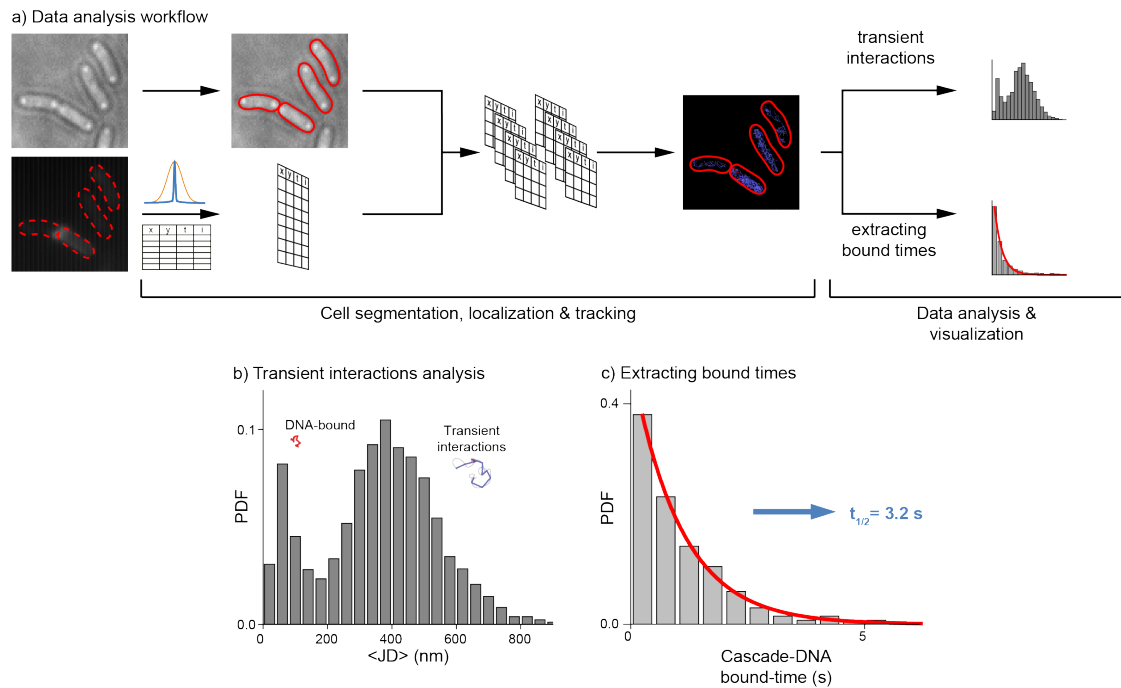 a) Data analysis workflow
transient
interactions
x y t i
x y t i
x y t i
x y t i
x y t i
x y t i
x y t i
x y t i
x y t i
x y t i
extracting
bound times
Cell segmentation, localization & tracking
Data analysis &
visualization
b) Transient interactions analysis
c) Extracting bound times
0.4
DNA-bound
Transient
interactions
0.1
PDF
PDF
t1/2= 3.2 s
0.0
0.0
0
200
400
600
800
0
5
<JD> (nm)
Cascade-DNA
bound-time (s)